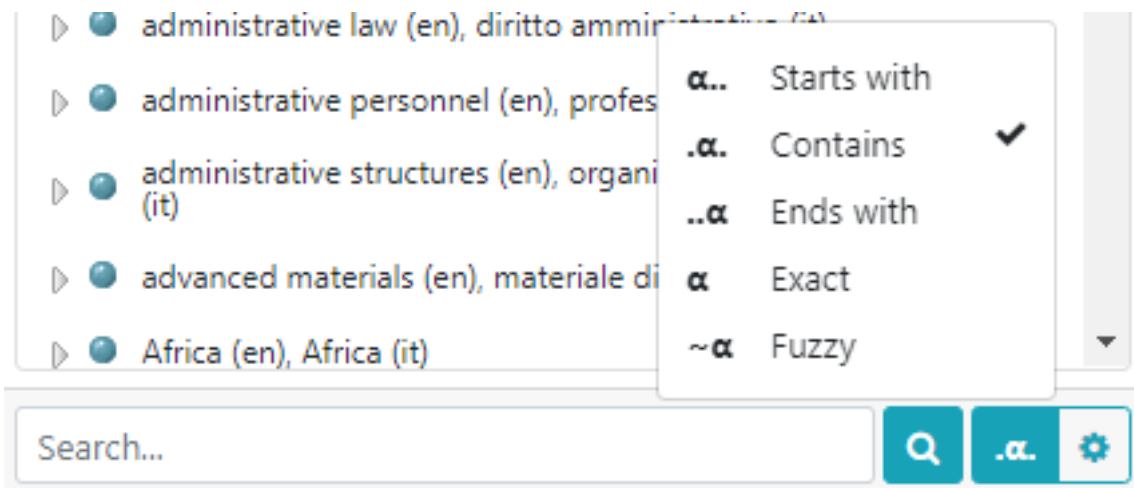 administrative law (en), diritto amministrativo (it)
administrative personnel (en), profes
administrative structures (en), organi
(it)
advanced materials (en), materiale di
Africa (en), Africa (it)
α.. Starts with
.α. Contains
..α Ends with
α Exact
~α Fuzzy
Search...
.α.